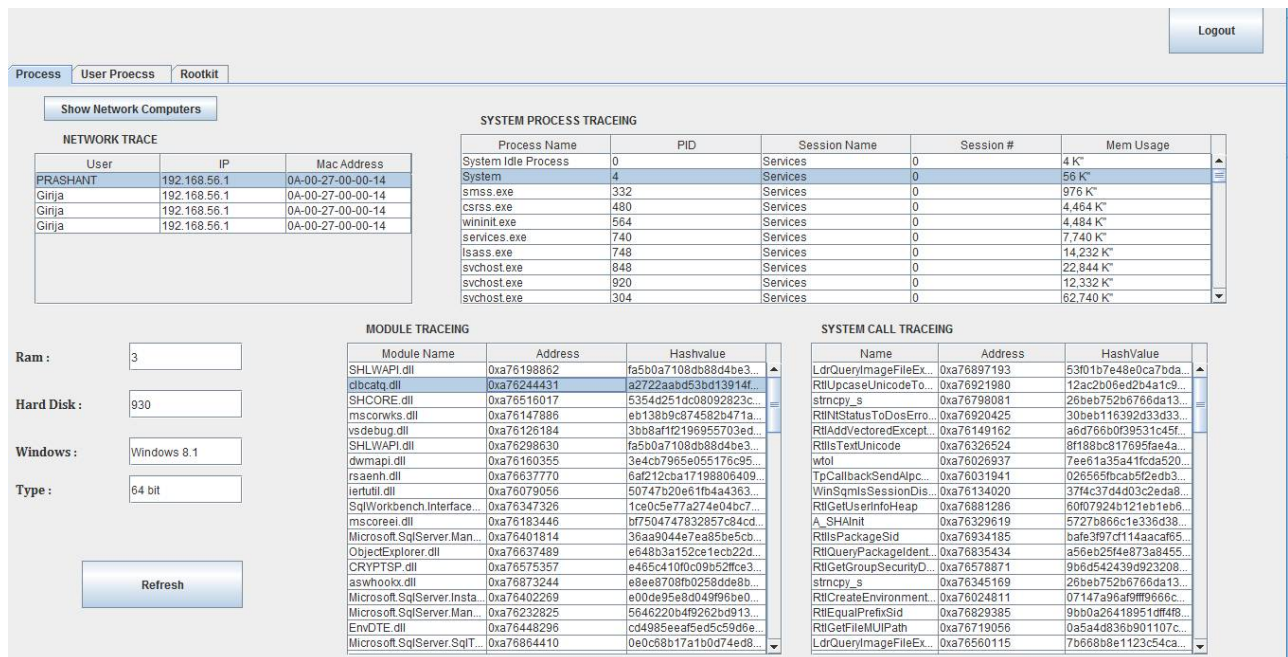 Logout
Process User Proecss Rootkit
Show Network Computers
NETWORK TRACE
User IP Mac Address
PRASHANT 192.168.56.1 0A-00-27-00-00-14
Girija 192.168.56.1 0A-00-27-00-00-14
Girija 192.168.56.1 0A-00-27-00-00-14
Girija 192.168.56.1 0A-00-27-00-00-14
SYSTEM PROCESS TRACEING
Process Name PID Session Name Session # Mem Usage
System Idle Process 0 Services 0 4 K"
System 4 Services 0 56 K"
smss.exe 332 Services 0 976 K"
csrss.exe 480 Services 0 4,464 K"
wininit.exe 564 Services 0 4,484 K"
services.exe 740 Services 0 7,740 K"
lsass.exe 748 Services 0 14,232 K"
svchost.exe 848 Services 0 22,844 K"
svchost.exe 920 Services 0 12,332 K"
svchost.exe 304 Services 0 62,740 K"
Ram : 3
Hard Disk : 930
Windows : Windows 8.1
Type : 64 bit
Refresh
MODULE TRACEING
Module Name Address Hashvalue
SHLWAPI.dll 0xa76198862 fa5b0a7108db88d4be3...
clbcatq.dll 0xa76244431 a2722aabd53bd13914f...
SHCORE.dll 0xa76516017 5354d251dc08092823c...
mscorwks.dll 0xa76147886 eb138b9c874582b471a...
vsdebug.dll 0xa76126184 3bb8af1f2196955703ed...
SHLWAPI.dll 0xa76298630 fa5b0a7108db88d4be3...
dwmapi.dll 0xa76160355 3e4cb7965e055176c95...
rsaenh.dll 0xa76637770 6af212cba17198806409...
iertutil.dll 0xa76079056 50747b20e61fb4a4363...
SqlWorkbench.Interface... 0xa76347326 1ce0c5e77a274e04bc7...
mscoreei.dll 0xa76183446 bf7504747832857c84cd...
Microsoft.SqlServer.Man... 0xa76401814 36aa9044e7ea85be5cb...
ObjectExplorer.dll 0xa76637489 e648b3a152ce1ecb22d...
CRYPTSP.dll 0xa76575357 e465c410f0c09b52ffce3...
aswhookx.dll 0xa76873244 e8ee8708fb0258dde8b...
Microsoft.SqlServer.Insta... 0xa76402269 e00de95e8d049f96be0...
Microsoft.SqlServer.Man... 0xa76232825 5646220b4f9262bd913...
EnvDTE.dll 0xa76448296 cd4985eeaf5ed5c59d6e...
Microsoft.SqlServer.SqlT... 0xa76864410 0e0c68b17a1b0d74ed8...
SYSTEM CALL TRACEING
Name Address HashValue
LdrQueryImageFileEx... 0xa76897193 53f01b7e48e0ca7bda...
RtlUpcaseUnicodeTo... 0xa76921980 12ac2b06ed2b4a1c9...
strncpy_s 0xa76798081 26beb752b6766da13...
RtlNtStatusToDosErro... 0xa76920425 30beb116392d33d33...
RtlAddVectoredExcept... 0xa76149162 a6d766b0f39531c45f...
RtlIsTextUnicode 0xa76326524 8f188bc817695fae4a...
wtol 0xa76026937 7ee61a35a41fcda520...
TpCallbackSendAlpc... 0xa76031941 026565fbcab5f2edb3...
WinSqmIsSessionDis... 0xa76134020 37f4c37d4d03c2eda8...
RtlGetUserInfoHeap 0xa76881286 60f07924b121eb1eb6...
A_SHAInit 0xa76329619 5727b866c1e336d38...
RtlIsPackageSid 0xa76934185 bafe3f97cf114aacaf65...
RtlQueryPackageIdent... 0xa76835434 a56eb25f4e873a8455...
RtlGetGroupSecurityD... 0xa76578871 9b6d542439d923208...
strncpy_s 0xa76345169 26beb752b6766da13...
RtlCreateEnvironment... 0xa76024811 07147a96af9fff9666c...
RtlEqualPrefixSid 0xa76829385 9bb0a26418951dff4f8...
RtlGetFileMUIPath 0xa76719056 0a5a4d836b901107c...
LdrQueryImageFileEx... 0xa76560115 7b668b8e1123c54ca...